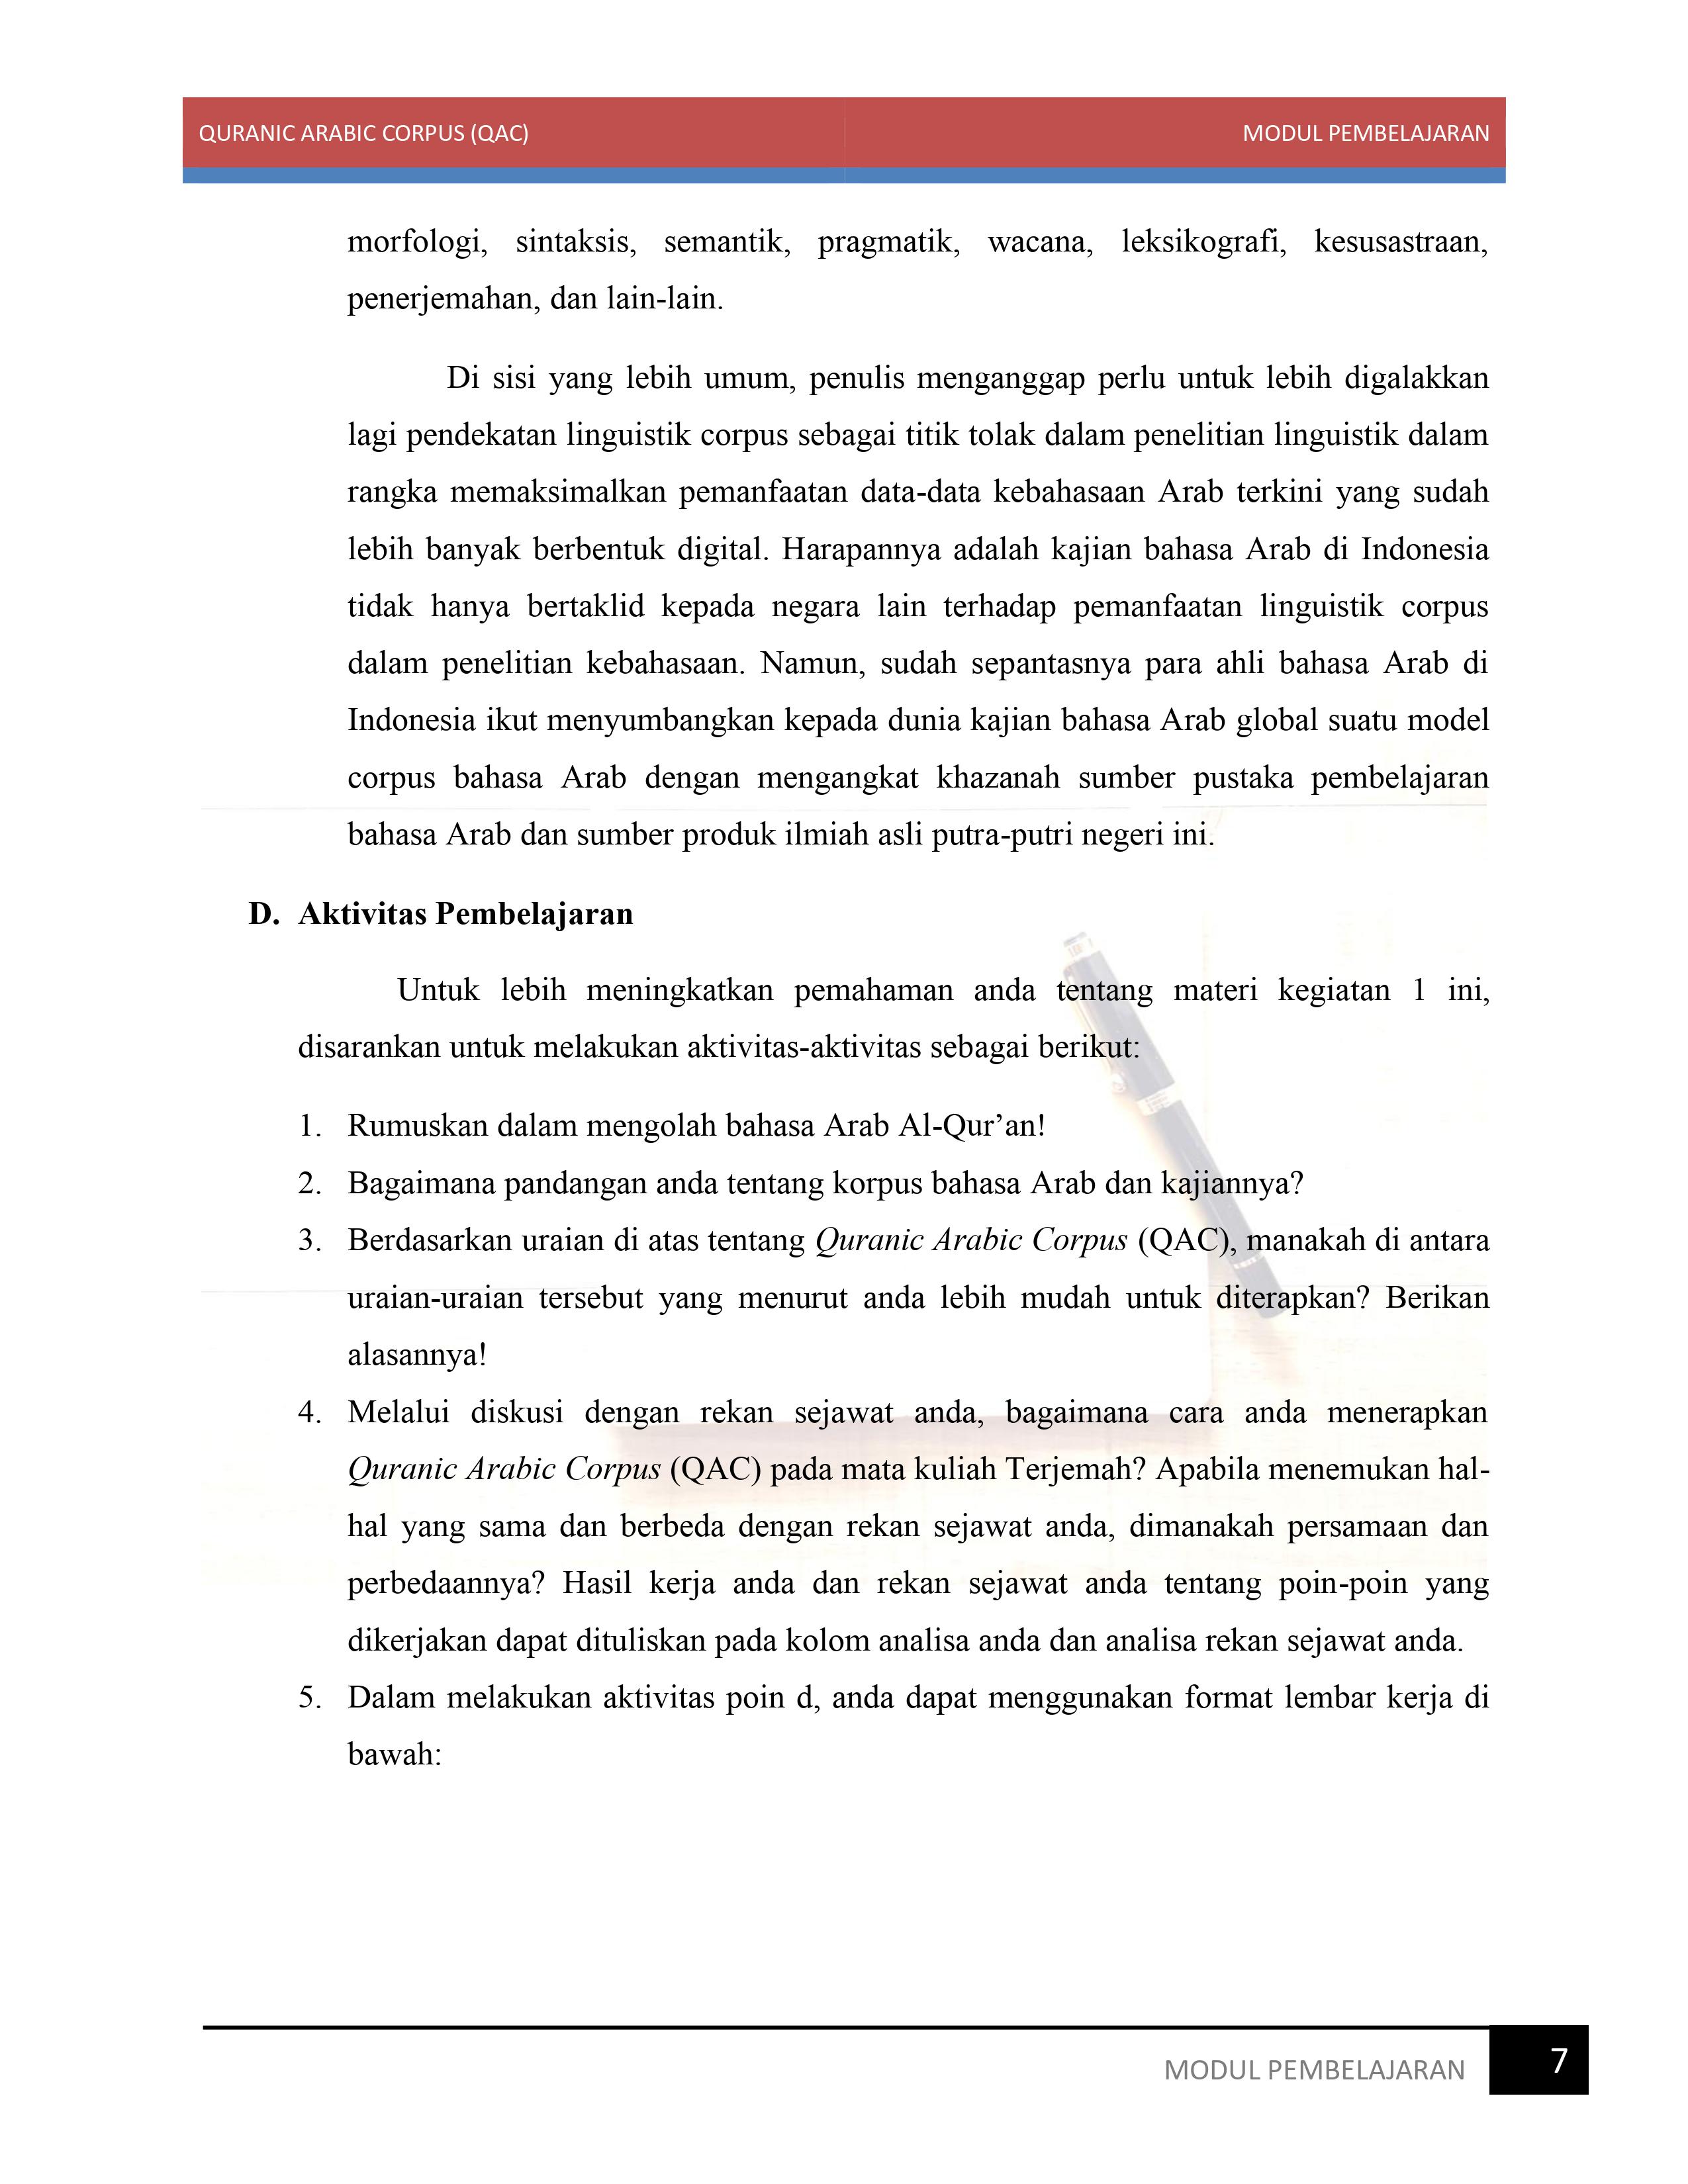 QURANIC ARABIC CORPUS (QAC) MODUL PEMBELAJARAN
morfologi, sintaksis, semantik, pragmatik, wacana, leksikografi, kesusastraan,
penerjemahan, dan lain-lain.
Di sisi yang lebih umum, penulis menganggap perlu untuk lebih digalakkan
lagi pendekatan linguistik corpus sebagai titik tolak dalam penelitian linguistik dalam
rangka memaksimalkan pemanfaatan data-data kebahasaan Arab terkini yang sudah
lebih banyak berbentuk digital. Harapannya adalah kajian bahasa Arab di Indonesia
tidak hanya bertaklid kepada negara lain terhadap pemanfaatan linguistik corpus
dalam penelitian kebahasaan. Namun, sudah sepantasnya para ahli bahasa Arab di
Indonesia ikut menyumbangkan kepada dunia kajian bahasa Arab global suatu model
corpus bahasa Arab dengan mengangkat khazanah sumber pustaka pembelajaran
bahasa Arab dan sumber produk ilmiah asli putra-putri negeri ini.
D. Aktivitas Pembelajaran
Untuk lebih meningkatkan pemahaman anda tentang materi kegiatan 1 ini,
disarankan untuk melakukan aktivitas-aktivitas sebagai berikut:
1. Rumuskan dalam mengolah bahasa Arab Al-Qur’an!
2. Bagaimana pandangan anda tentang korpus bahasa Arab dan kajiannya?
3. Berdasarkan uraian di atas tentang Quranic Arabic Corpus (QAC), manakah di antara
uraian-uraian tersebut yang menurut anda lebih mudah untuk diterapkan? Berikan
alasannya!
4. Melalui diskusi dengan rekan sejawat anda, bagaimana cara anda menerapkan
Quranic Arabic Corpus (QAC) pada mata kuliah Terjemah? Apabila menemukan hal-
hal yang sama dan berbeda dengan rekan sejawat anda, dimanakah persamaan dan
perbedaannya? Hasil kerja anda dan rekan sejawat anda tentang poin-poin yang
dikerjakan dapat dituliskan pada kolom analisa anda dan analisa rekan sejawat anda.
5. Dalam melakukan aktivitas poin d, anda dapat menggunakan format lembar kerja di
bawah:
MODUL PEMBELAJARAN 7